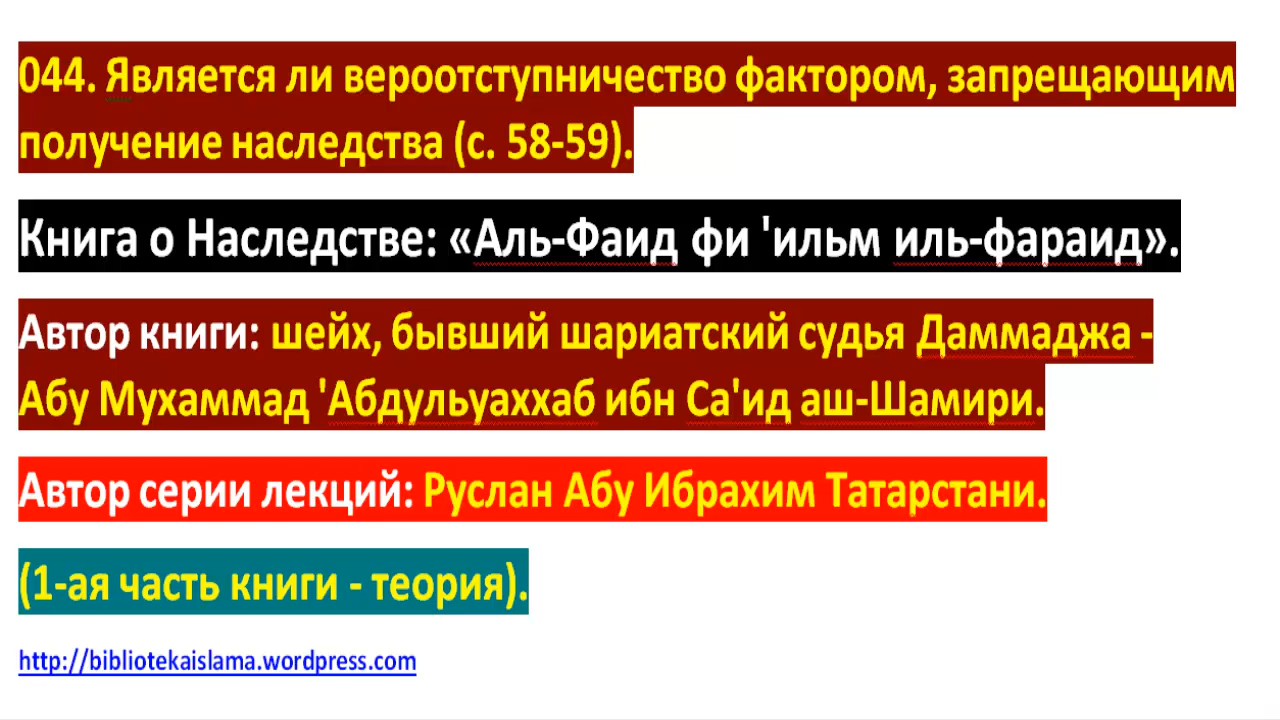 044. Является ли вероотступничество фактором, запрещающим
получение наследства (с. 58-59).
Книга о Наследстве: «Аль-Фаид фи 'ильм иль-фараид».
Автор книги: шейх, бывший шариатский судья Даммаджа -
Абу Мухаммад 'Абдульуаххаб ибн Са'ид аш-Шамири.
Автор серии лекций: Руслан Абу Ибрахим Татарстани.
(1-ая часть книги - теория).
http://bibliotekaislama.wordpress.com